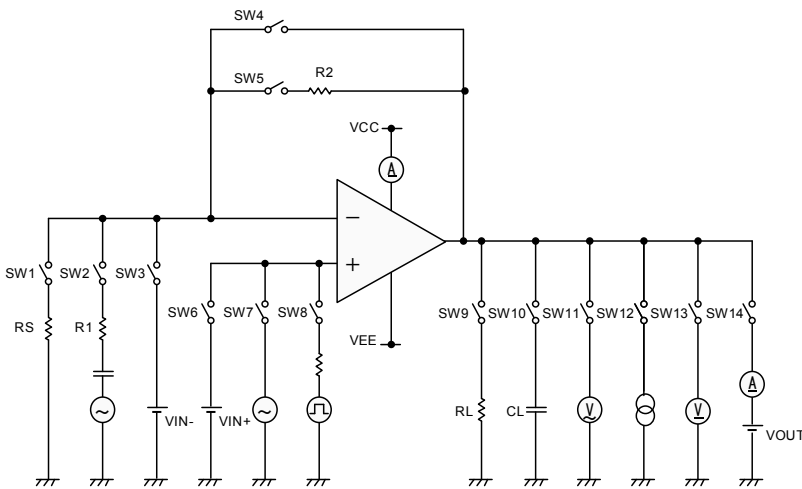 SW4
SW5
R2
VCC
A
SW1
SW2
SW3
RS
R1
VIN-
SW6
SW7
SW8
VIN+
VEE
SW9
SW10
SW11
SW12
SW13
SW14
RL
CL
V
V
A
VOUT